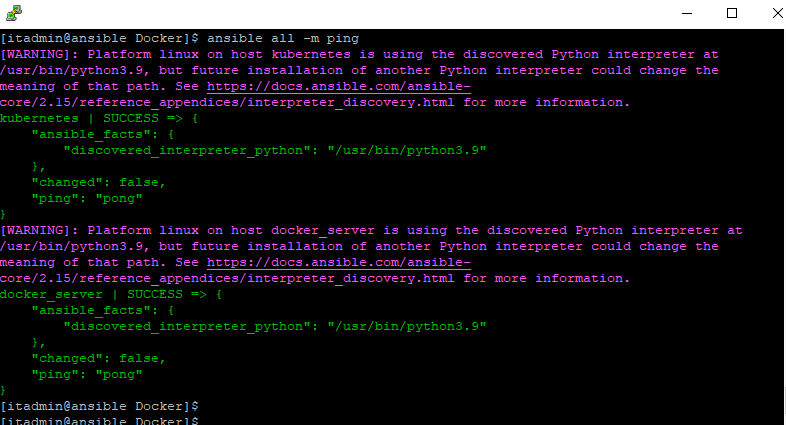 [itadmin@ansible Docker]$ ansible all -m ping
[WARNING]: Platform linux on host kubernetes is using the discovered Python interpreter at
/usr/bin/python3.9, but future installation of another Python interpreter could change the
meaning of that path. See https://docs.ansible.com/ansible-
core/2.15/reference_appendices/interpreter_discovery.html for more information.
kubernetes | SUCCESS => {
    "ansible_facts": {
        "discovered_interpreter_python": "/usr/bin/python3.9"
    },
    "changed": false,
    "ping": "pong"
}
[WARNING]: Platform linux on host docker_server is using the discovered Python interpreter at
/usr/bin/python3.9, but future installation of another Python interpreter could change the
meaning of that path. See https://docs.ansible.com/ansible-
core/2.15/reference_appendices/interpreter_discovery.html for more information.
docker_server | SUCCESS => {
    "ansible_facts": {
        "discovered_interpreter_python": "/usr/bin/python3.9"
    },
    "changed": false,
    "ping": "pong"
}
[itadmin@ansible Docker]$
[itadmin@ansible Docker]$